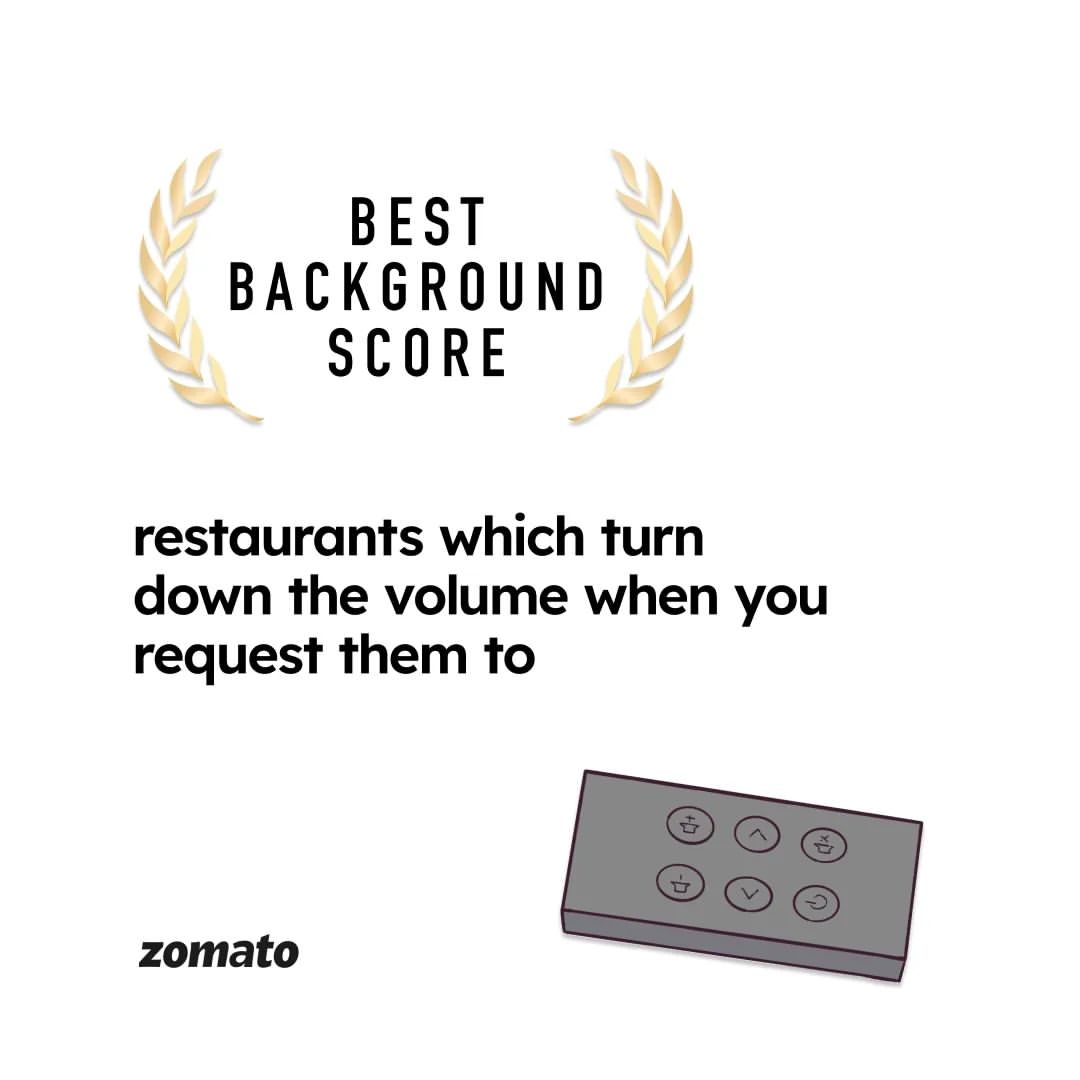 BEST
BACKGROUND
SCORE
restaurants which turn
down the volume when you
request them to
zomato